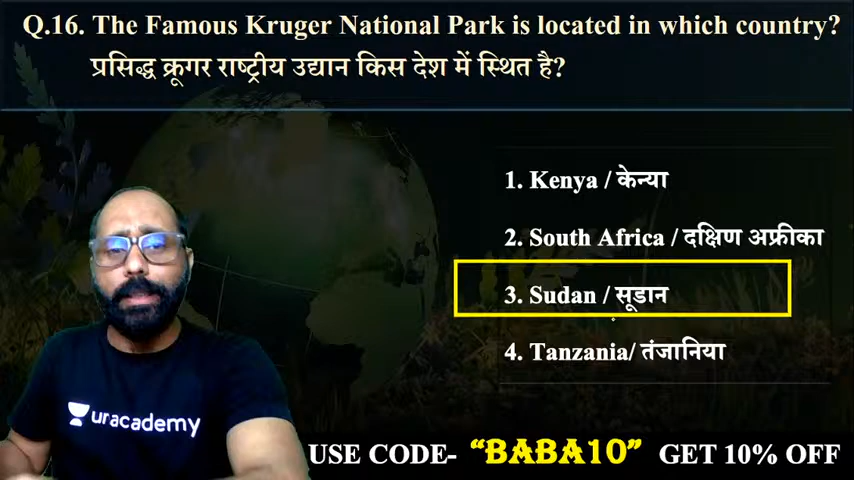 Q.16. The Famous Kruger National Park is located in which country?
प्रसिद्ध क्रूगर राष्ट्रीय उद्यान किस देश में स्थित है?
1. Kenya / केन्या
2. South Africa / दक्षिण अफ्रीका
3. Sudan / सूडान
4. Tanzania/ तंजानिया
uracademy
USE CODE- “BABA10” GET 10% OFF